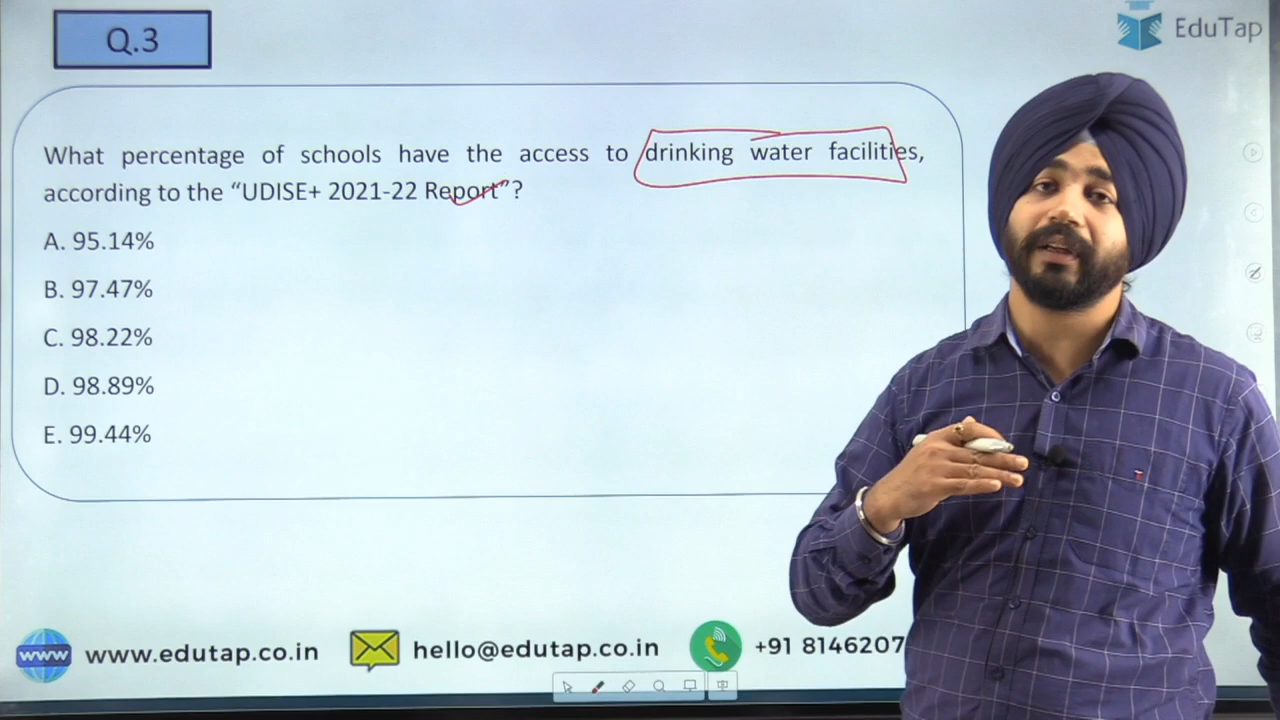 Q.3
EduTap
What percentage of schools have the access to drinking water facilities,
according to the “UDISE+ 2021-22 Report”?
A. 95.14%
B. 97.47%
C. 98.22%
D. 98.89%
E. 99.44%
www
www.edutap.co.in
hello@edutap.co.in
+91 8146207